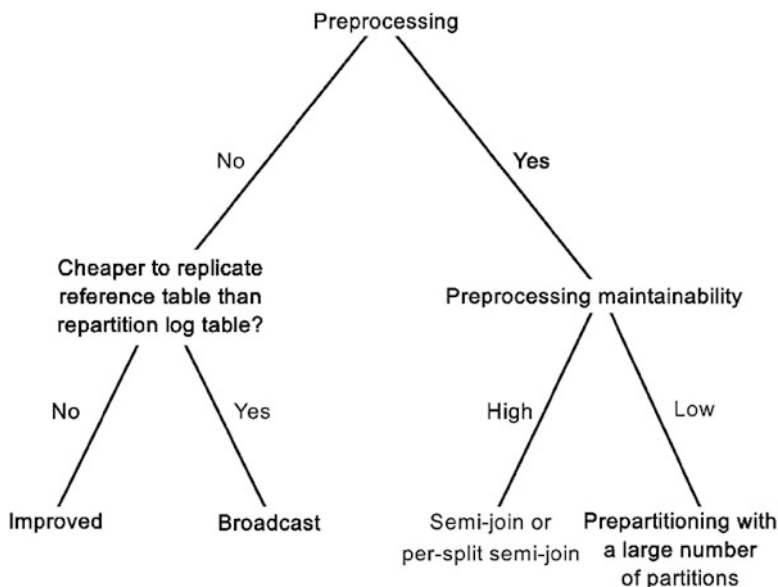 Preprocessing
No
Yes
Cheaper to replicate
reference table than
repartition log table?
Preprocessing maintainability
No
Yes
High
Low
Improved
Broadcast
Semi-join or
per-split semi-join
Prepartitioning with
a large number
of partitions